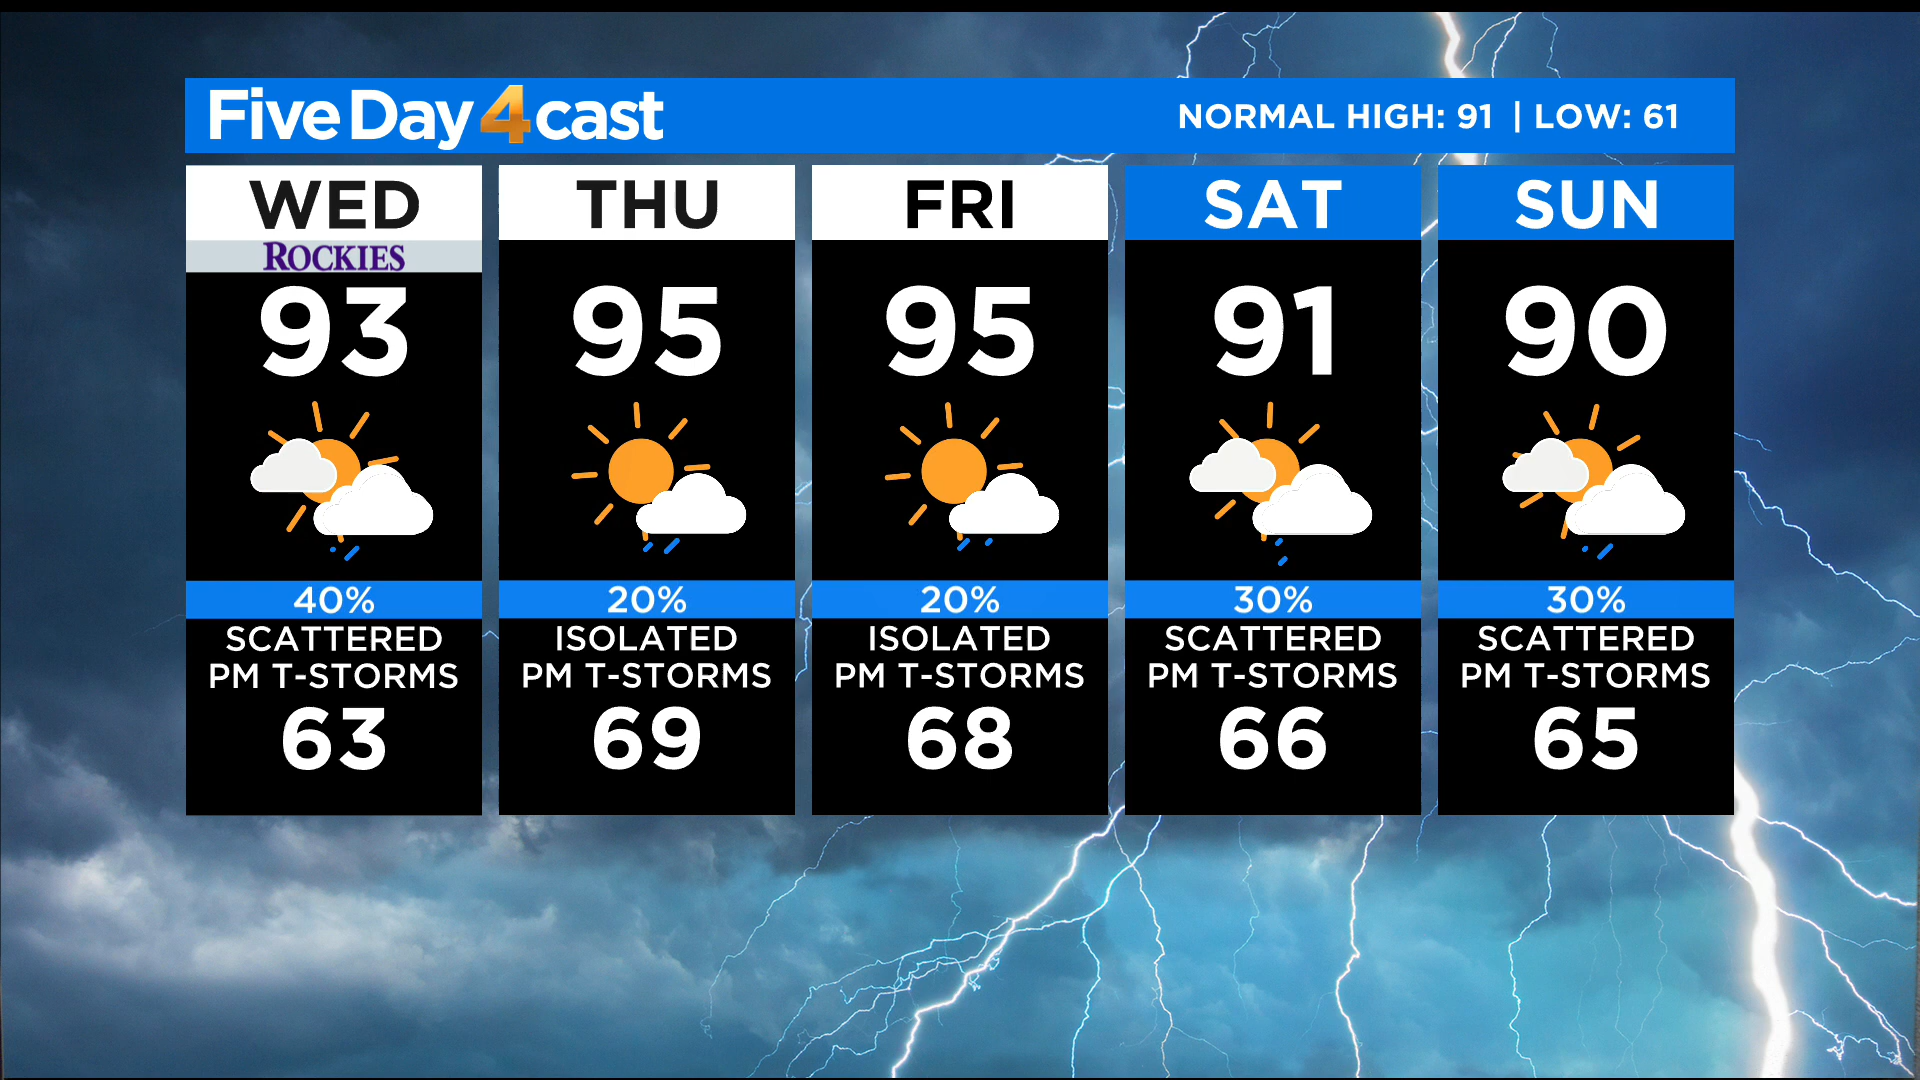 Five Day 4cast
NORMAL HIGH: 91 | LOW: 61
WED
ROCKIES
93
40%
SCATTERED
PM T-STORMS
63
THU
95
20%
ISOLATED
PM T-STORMS
69
FRI
95
20%
ISOLATED
PM T-STORMS
68
SAT
91
30%
SCATTERED
PM T-STORMS
66
SUN
90
30%
SCATTERED
PM T-STORMS
65